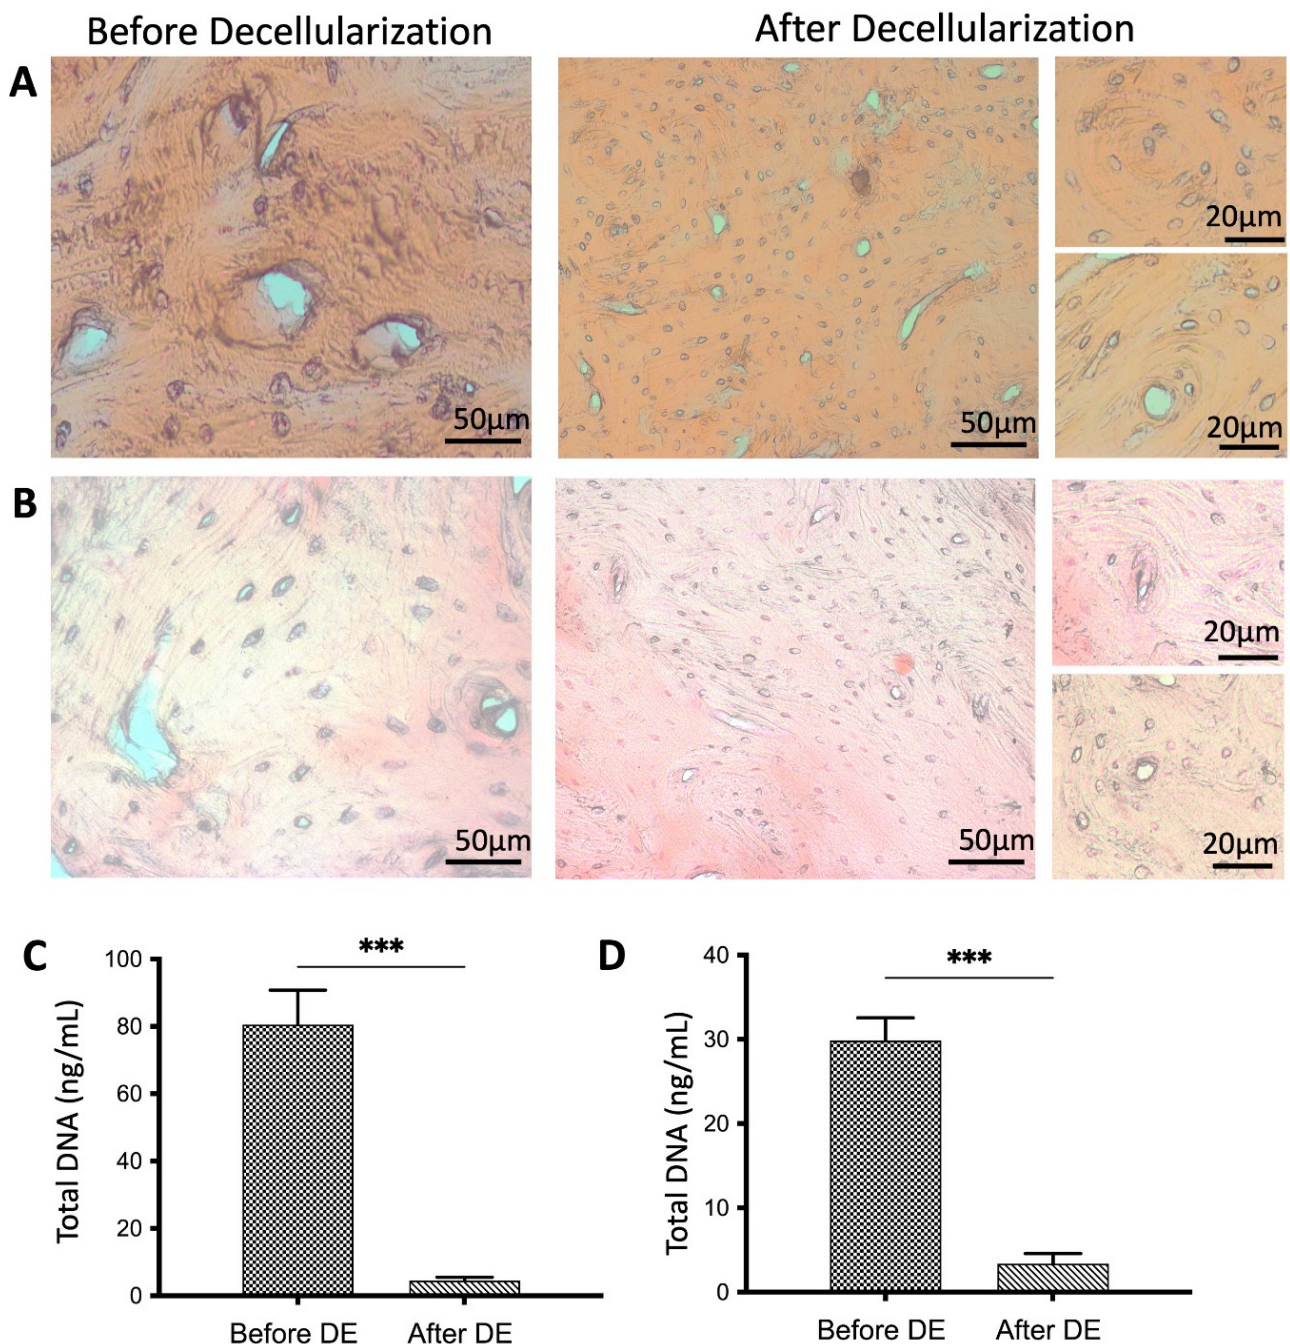 Before Decellularization
After Decellularization
A
50µm
50µm
20µm
20µm
B
50µm
50µm
20µm
20µm
C
Total DNA (ng/mL)
100
80
60
40
20
0
***
Before DE
After DE
D
Total DNA (ng/mL)
40
30
20
10
0
***
Before DE
After DE